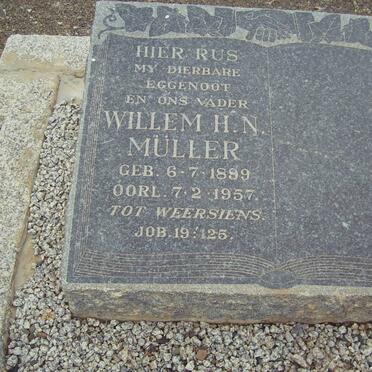 HIER RUS
MY DIERBARE
EGGENOOT
EN ONS VADER
WILLEM H.N.
MÜLLER
GEB. 6-7-1889
OORL. 7-2-1957.
TOT WEERSIENS.
JOB. 19:125.